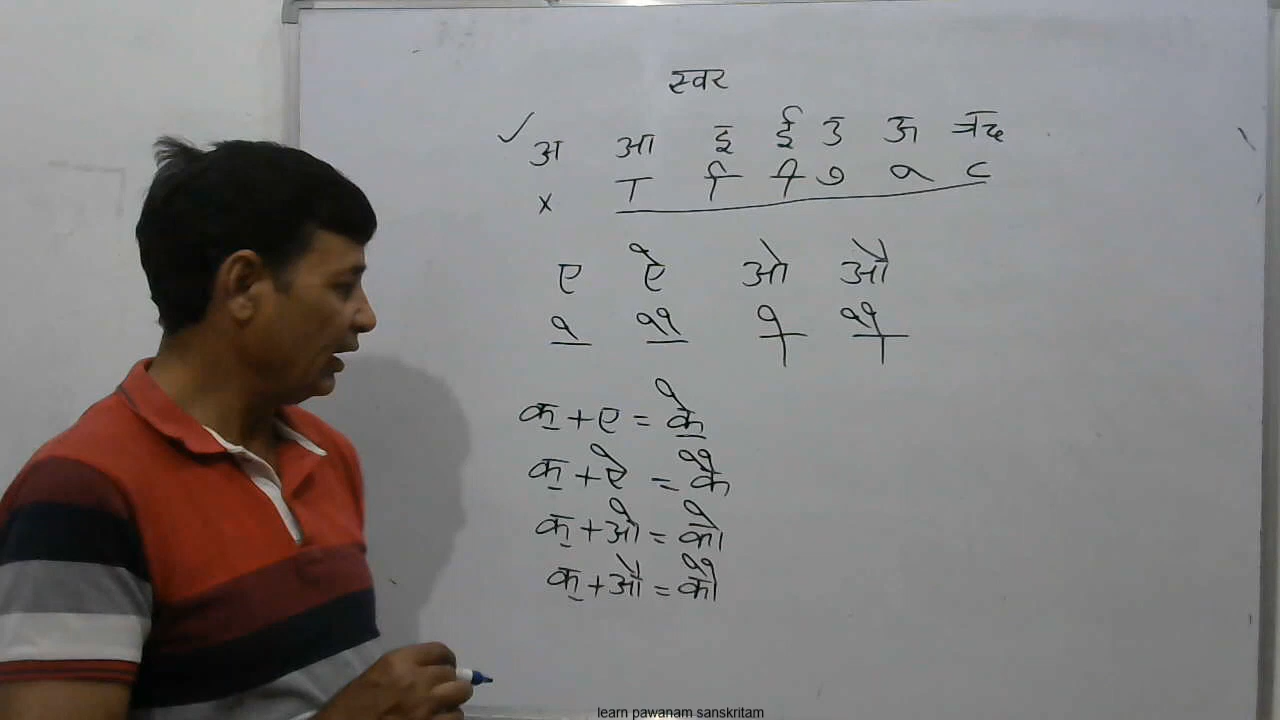 स्वर
✓ अ आ इ ई उ ऊ ऋ
x ा ि ी ु ू ृ
ए ऐ ओ औ
े ै ो ौ
क् + ए = के
क् + ऐ = कै
क् + ओ = को
क् + औ = कौ
learn pawanam sanskritam